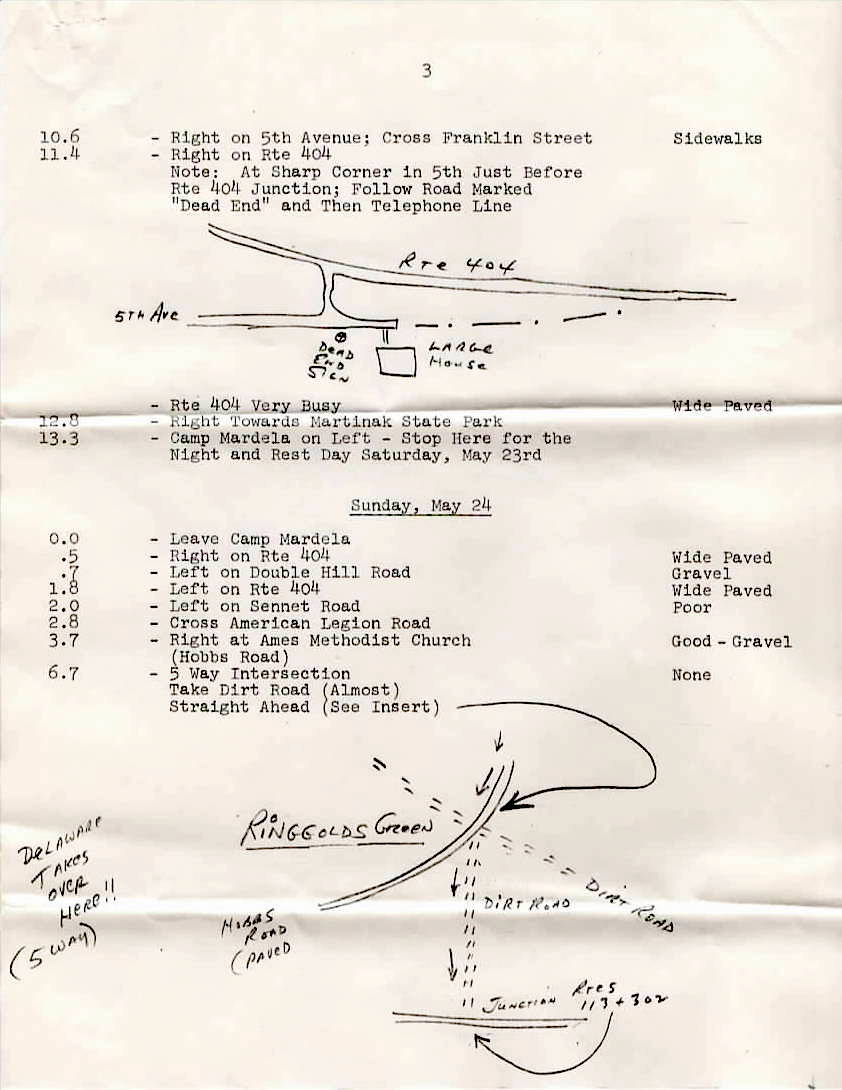 3
10.6 - Right on 5th Avenue; Cross Franklin Street Sidewalks
11.4 - Right on Rte 404
Note: At Sharp Corner in 5th Just Before
Rte 404 Junction; Follow Road Marked
"Dead End" and Then Telephone Line
Rte 404
5TH Ave
DEAD
END
SIGN
LARGE
HOUSE
- Rte 404 Very Busy Wide Paved
12.8 - Right Towards Martinak State Park
13.3 - Camp Mardela on Left - Stop Here for the
Night and Rest Day Saturday, May 23rd
Sunday, May 24
0.0 - Leave Camp Mardela
.5 - Right on Rte 404 Wide Paved
.7 - Left on Double Hill Road Gravel
1.8 - Left on Rte 404 Wide Paved
2.0 - Left on Sennet Road Poor
2.8 - Cross American Legion Road
3.7 - Right at Ames Methodist Church Good - Gravel
(Hobbs Road)
6.7 - 5 Way Intersection None
Take Dirt Road (Almost)
Straight Ahead (See Insert)
RINGGOLDS Green
DELAWARE
TAKES
OVER
HERE!!
(5 WAY)
HOBBS
ROAD
(PAVED
DIRT ROAD
DIRT ROAD
JUNCTION Rtes
113 + 302